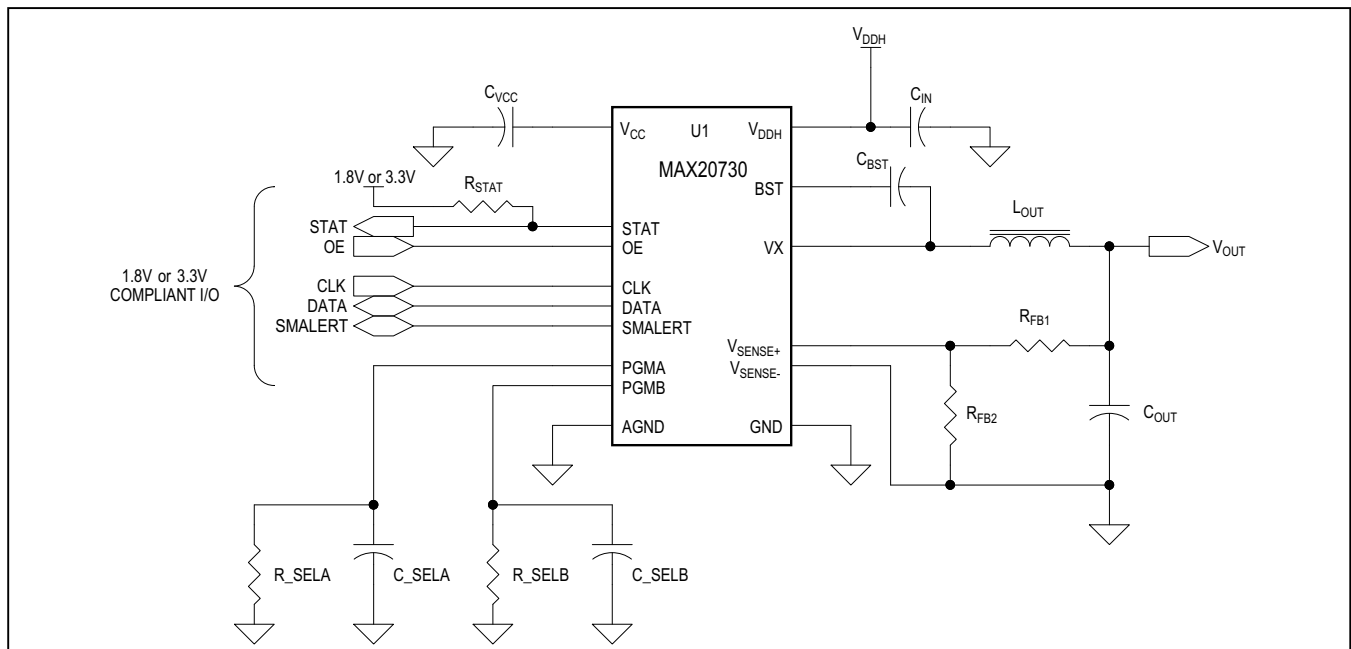 V_DDH
C_VCC
C_IN
V_CC
U1
V_DDH
MAX20730
C_BST
BST
1.8V or 3.3V
R_STAT
L_OUT
STAT
STAT
OE
OE
VX
V_OUT
1.8V or 3.3V
COMPLIANT I/O
CLK
CLK
DATA
DATA
SMALERT
SMALERT
R_FB1
V_SENSE+
V_SENSE-
PGMA
PGMB
R_FB2
C_OUT
AGND
GND
R_SELA
C_SELA
R_SELB
C_SELB